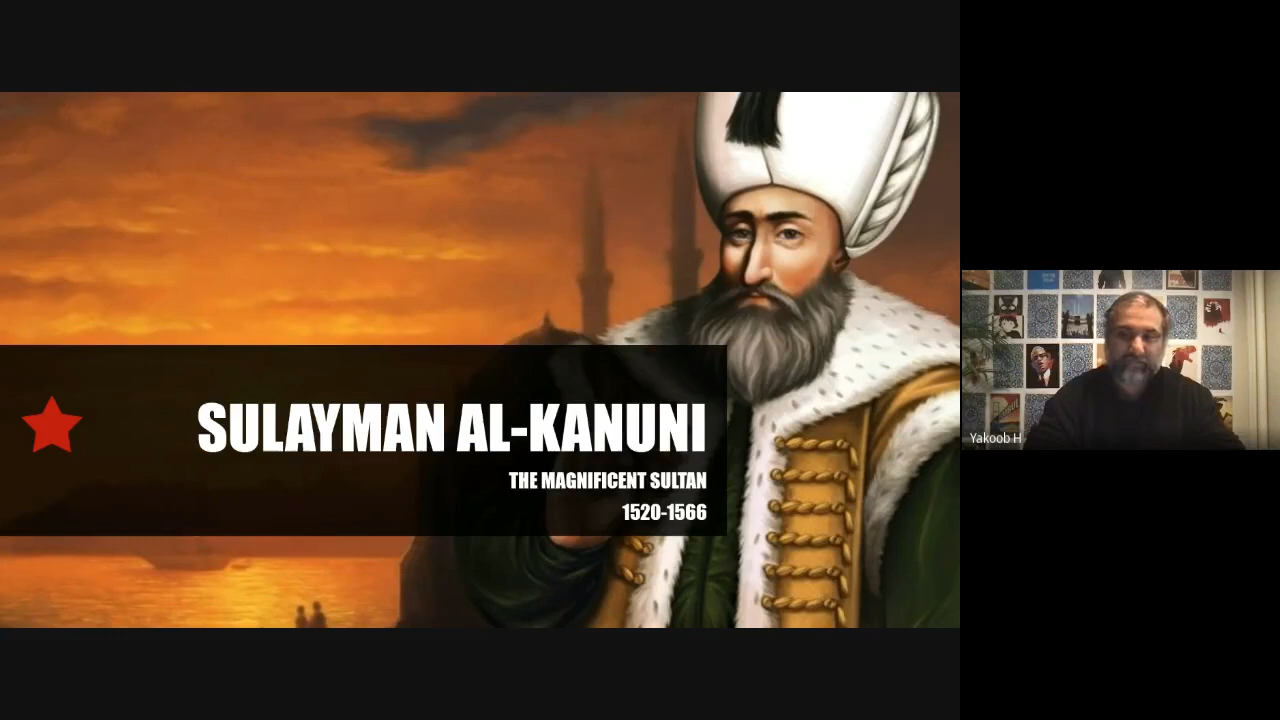 SULAYMAN AL-KANUNI
THE MAGNIFICENT SULTAN
1520-1566
Yakoob H